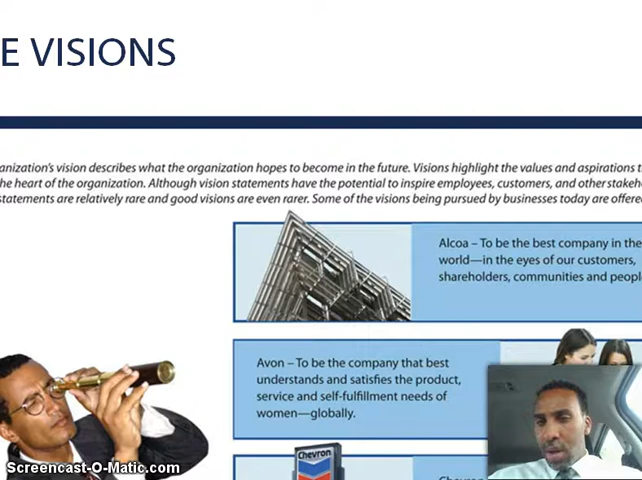 E VISIONS
anization's vision describes what the organization hopes to become in the future. Visions highlight the values and aspirations t
he heart of the organization. Although vision statements have the potential to inspire employees, customers, and other stakeh
statements are relatively rare and good visions are even rarer. Some of the visions being pursued by businesses today are offere
Alcoa – To be the best company in the
world—in the eyes of our customers,
shareholders, communities and peopl
Avon – To be the company that best
understands and satisfies the product,
service and self-fulfillment needs of
women—globally.
Chevron
Screencast-O-Matic.com